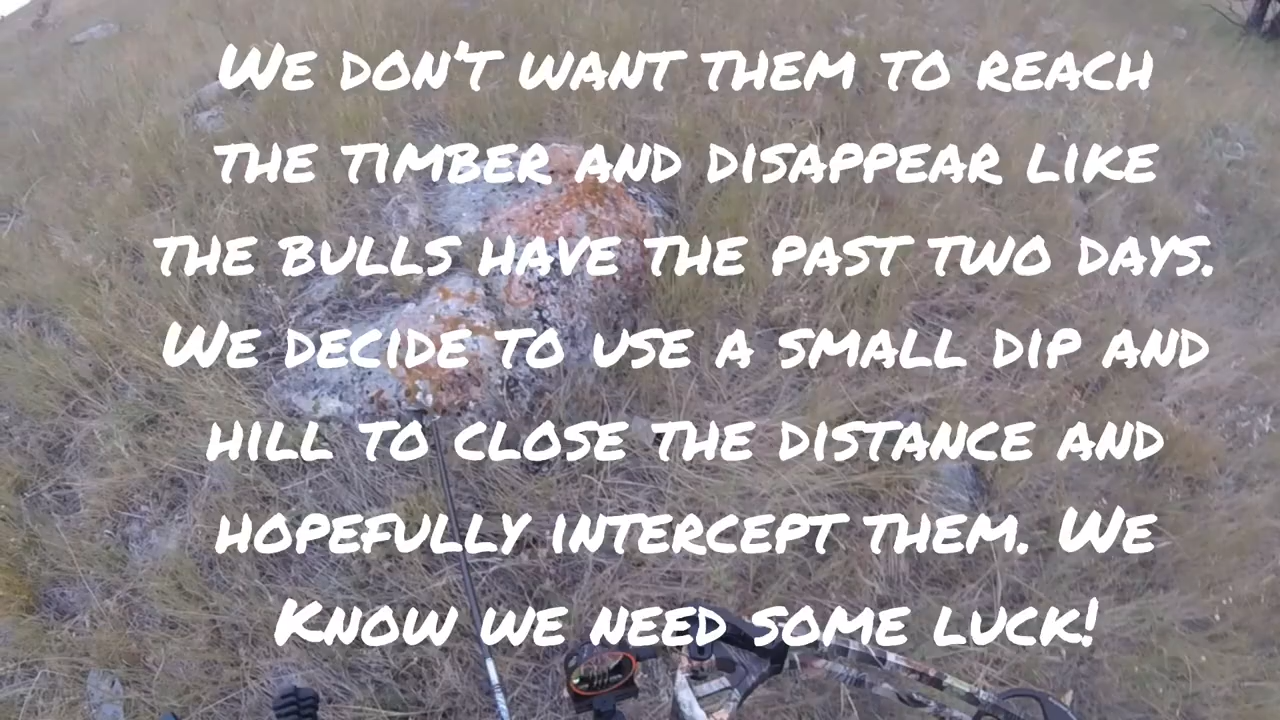 We don't want them to reach
the timber and disappear like
the bulls have the past two days.
We decide to use a small dip and
hill to close the distance and
hopefully intercept them. We
Know we need some luck!